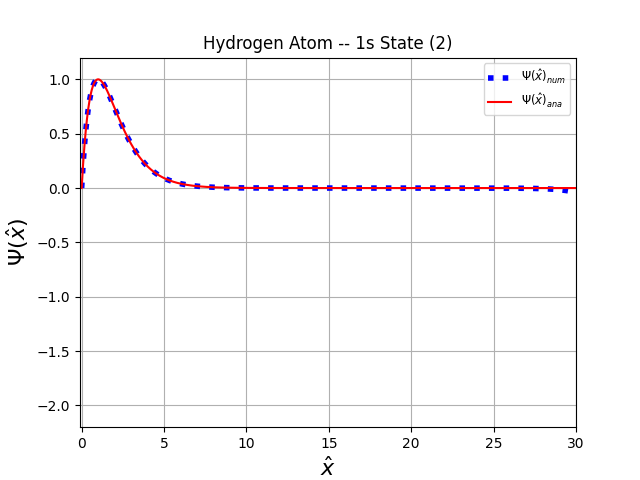 Hydrogen Atom -- 1s State (2)
Ψ(x̂)num
Ψ(x̂)ana
1.0
0.5
0.0
−0.5
−1.0
−1.5
−2.0
Ψ(x̂)
0 5 10 15 20 25 30
x̂